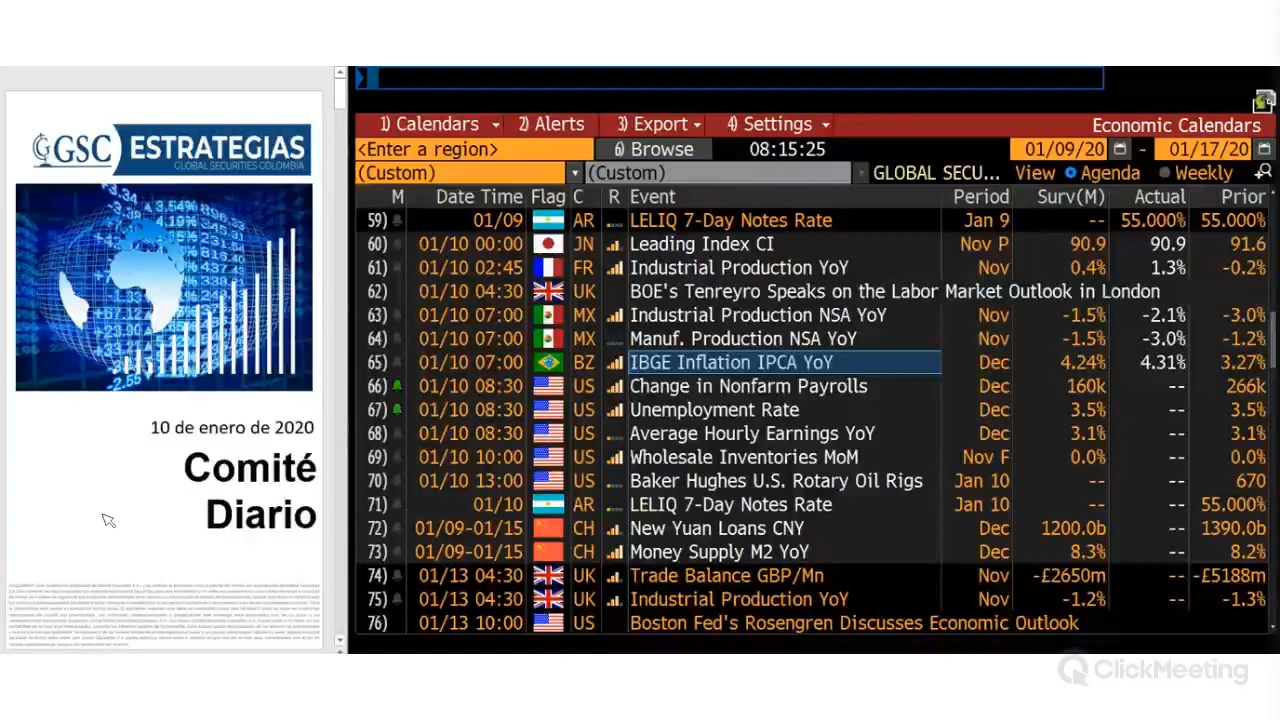 GSC ESTRATEGIAS
GLOBAL SECURITIES COLOMBIA
10 de enero de 2020
Comité
Diario
1) Calendars 2) Alerts 3) Export 4) Settings Economic Calendars
<Enter a region> 6) Browse 08:15:25 01/09/20 - 01/17/20
(Custom) (Custom) GLOBAL SECU... View Agenda Weekly
M Date Time Flag C R Event Period Surv(M) Actual Prior
59) 01/09 AR LELIQ 7-Day Notes Rate Jan 9 -- 55.000% 55.000%
60) 01/10 00:00 JN Leading Index CI Nov P 90.9 90.9 91.6
61) 01/10 02:45 FR Industrial Production YoY Nov 0.4% 1.3% -0.2%
62) 01/10 04:30 UK BOE's Tenreyro Speaks on the Labor Market Outlook in London
63) 01/10 07:00 MX Industrial Production NSA YoY Nov -1.5% -2.1% -3.0%
64) 01/10 07:00 MX Manuf. Production NSA YoY Nov -1.5% -3.0% -1.2%
65) 01/10 07:00 BZ IBGE Inflation IPCA YoY Dec 4.24% 4.31% 3.27%
66) 01/10 08:30 US Change in Nonfarm Payrolls Dec 160k -- 266k
67) 01/10 08:30 US Unemployment Rate Dec 3.5% -- 3.5%
68) 01/10 08:30 US Average Hourly Earnings YoY Dec 3.1% -- 3.1%
69) 01/10 10:00 US Wholesale Inventories MoM Nov F 0.0% -- 0.0%
70) 01/10 13:00 US Baker Hughes U.S. Rotary Oil Rigs Jan 10 -- -- 670
71) 01/10 AR LELIQ 7-Day Notes Rate Jan 10 -- -- 55.000%
72) 01/09-01/15 CH New Yuan Loans CNY Dec 1200.0b -- 1390.0b
73) 01/09-01/15 CH Money Supply M2 YoY Dec 8.3% -- 8.2%
74) 01/13 04:30 UK Trade Balance GBP/Mn Nov -£2650m -- -£5188m
75) 01/13 04:30 UK Industrial Production YoY Nov -1.2% -- -1.3%
76) 01/13 10:00 US Boston Fed's Rosengren Discusses Economic Outlook
ClickMeeting